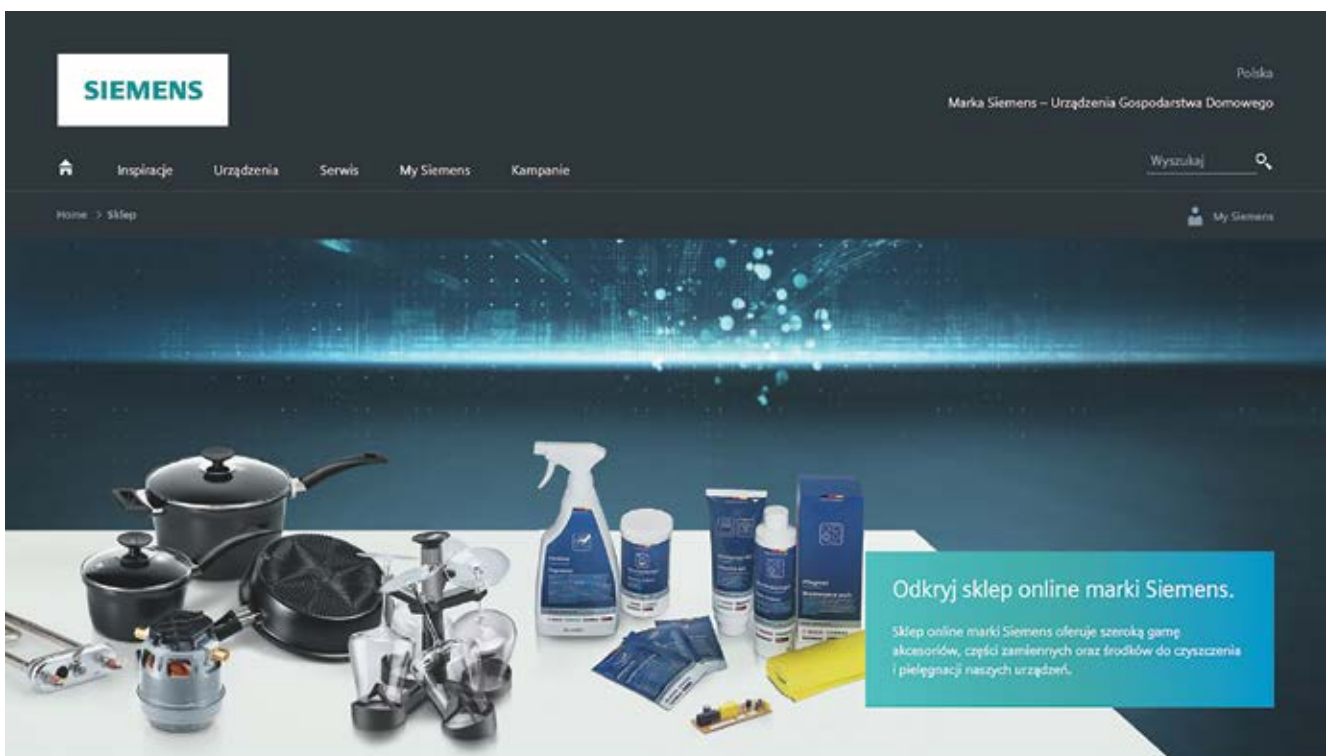 SIEMENS
Polska
Marka Siemens – Urządzenia Gospodarstwa Domowego
Inspiracje Urządzenia Serwis My Siemens Kampanie
Wyszukaj
Home > Sklep
My Siemens
Odkryj sklep online marki Siemens.
Sklep online marki Siemens oferuje szeroką gamę
akcesoriów, części zamiennych oraz środków do czyszczenia
i pielęgnacji naszych urządzeń.